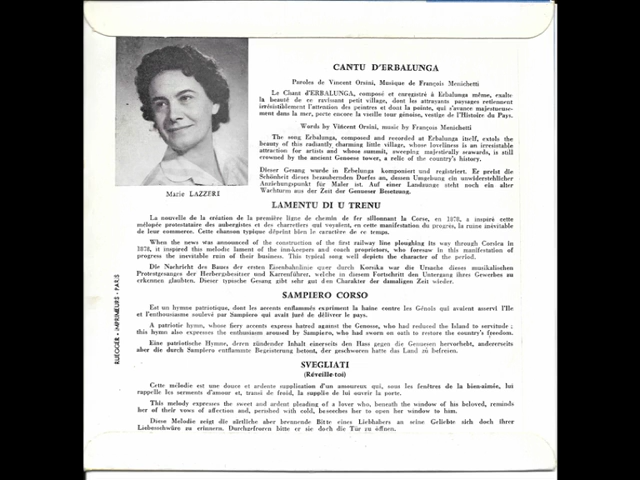 CANTU D'ERBALUNGA
Paroles de Vincent Orsini, Musique de François Menichetti
Le Chant d'ERBALUNGA, composé et enregistré à Erbalunga même, exalte
la beauté de ce ravissant petit village, dont les attrayants paysages retiennent
irrésistiblement l'attention des peintres et dont la pointe, qui s'avance majestueuse-
ment dans la mer, porte encore la vieille tour génoise, vestige de l'Histoire du Pays.
Words by Vincent Orsini, music by François Menichetti
The song Erbalunga, composed and recorded at Erbalunga itself, extols the
beauty of this radiantly charming little village, whose loveliness is an irresistable
attraction for artists and whose summit, sweeping majestically seawards, is still
crowned by the ancient Genoese tower, a relic of the country's history.
Dieser Gesang wurde in Erbelunga komponiert und registriert. Er preist die
Schönheit dieses bezaubernden Dorfes an, dessen Umgebung ein unwiderstehlicher
Anziehungspunkt für Maler ist. Auf einer Landzunge steht noch ein alter
Wachturm aus der Zeit der Genueser Besetzung.
Marie LAZZERI
LAMENTU DI U TRENU
La nouvelle de la création de la première ligne de chemin de fer sillonnant la Corse, en 1878, a inspiré cette
mélopée protestataire des aubergistes et des charretiers qui voyaient, en cette manifestation du progrès, la ruine inévitable
de leur commerce. Cette chanson typique dépeint bien le caractère de ce temps.
When the news was announced of the construction of the first railway line ploughing its way through Corsica in
1878, it inspired this melodic lament of the inn-keepers and coach proprietors, who foresaw in this manifestation of
progress the inevitable ruin of their business. This typical song well depicts the character of the period.
Die Nachricht des Baues der ersten Eisenbahnlinie quer durch Korsika war die Ursache dieses musikalischen
Protestgesanges der Herbergsbesitzer und Karrenführer, welche in diesem Fortschritt den Untergang ihres Gewerbes zu
erkennen glaubten. Dieser typische Gesang gibt sehr gut den Charakter der damaligen Zeit wieder.
SAMPIERO CORSO
Est un hymne patriotique, dont les accents enflammés expriment la haine contre les Génois qui avaient asservi l'Ile
et l'enthousiasme soulevé par Sampiero qui avait juré de délivrer le pays.
A patriotic hymn, whose fiery accents express hatred against the Genoese, who had reduced the Island to servitude ;
this hymn also expresses the enthusiasm aroused by Sampiero, who had sworn an oath to restore the country's freedom.
Eine patriotische Hymne, deren zündender Inhalt einerseits den Hass gegen die Genuesen hervorhebt, andererseits
aber die durch Sampiero entflammte Begeisterung betont, der geschworen hatte das Land zu befreien.
SVEGLIATI
(Réveille-toi)
Cette mélodie est une douce et ardente supplication d'un amoureux qui, sous les fenêtres de la bien-aimée, lui
rappelle les serments d'amour et, transi de froid, la supplie de lui ouvrir la porte.
This melody expresses the sweet and ardent pleading of a lover who, beneath the window of his beloved, reminds
her of their vows of affection and, perished with cold, beseeches her to open her window to him.
Diese Melodie zeigt die zärtliche aber brennende Bitte eines Liebhabers an seine Geliebte sich doch ihrer
Liebesschwüre zu erinnern. Durchgefroren bitte er sie doch die Tür zu öffnen.
RUEGGER - IMPRIMEURS - PARIS